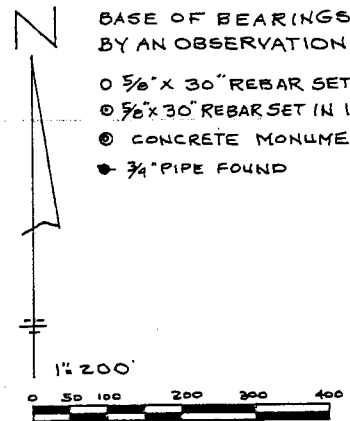 N
BASE OF BEARINGS
BY AN OBSERVATION
5/8" X 30" REBAR SET
5/8" X 30" REBAR SET IN
CONCRETE MONUME
3/4" PIPE FOUND
1"= 200'
0 50 100 200 300 400